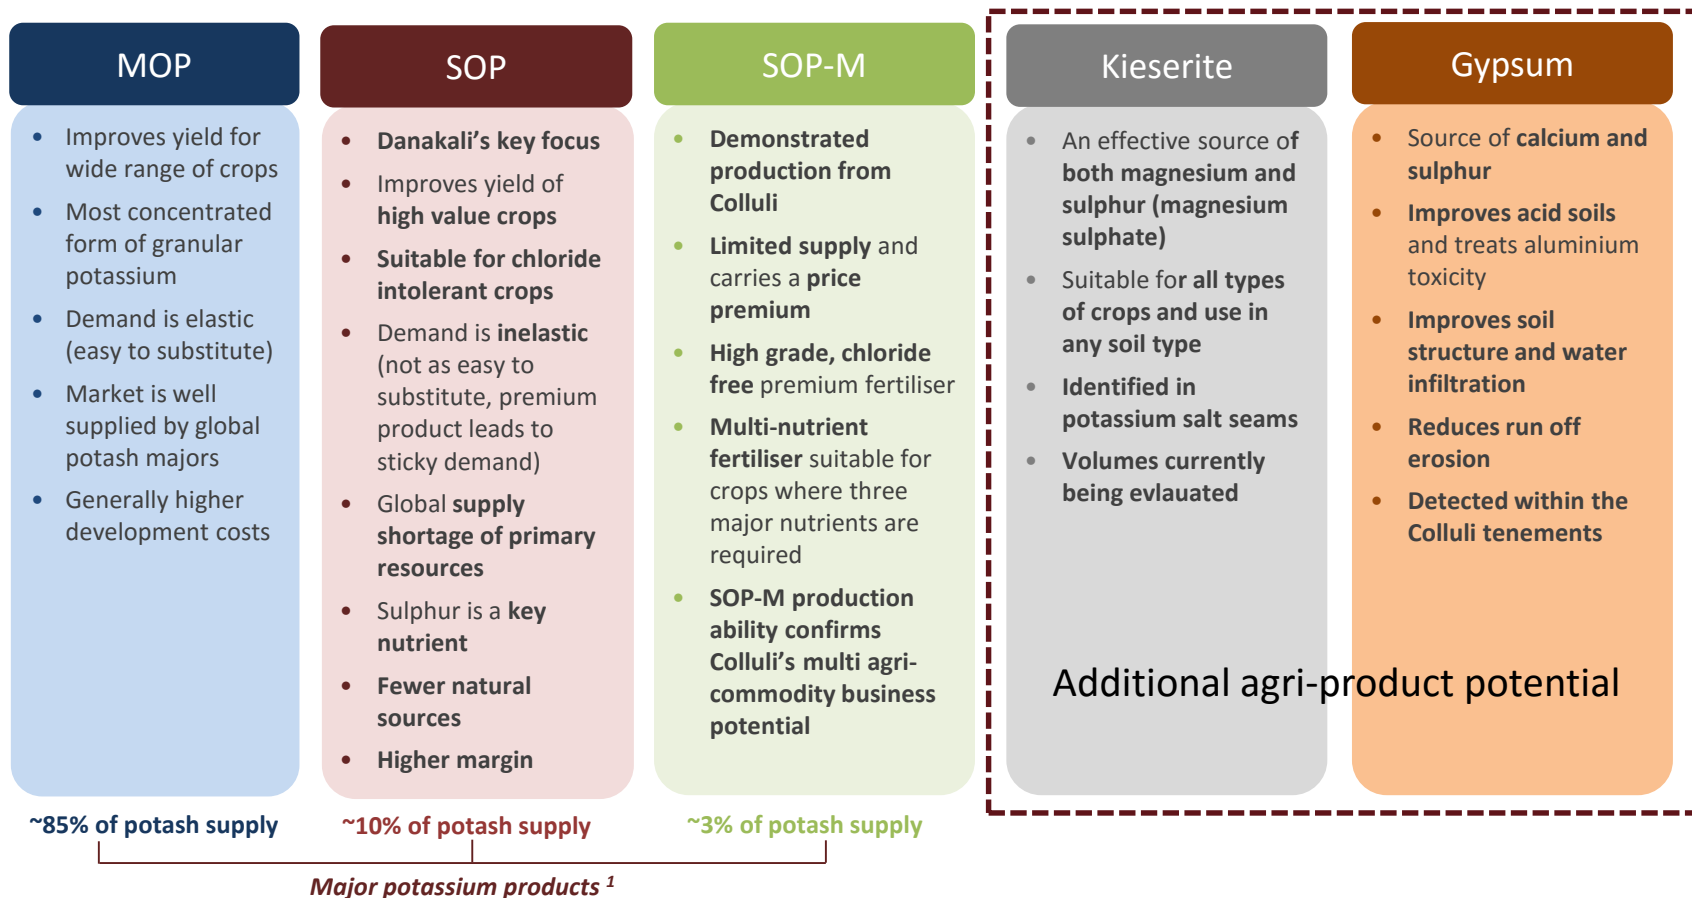 MOP
Improves yield for
wide range of crops
Most concentrated
form of granular
potassium
Demand is elastic
(easy to substitute)
Market is well
supplied by global
potash majors
Generally higher
development costs
~85% of potash supply
SOP
Danakali's key focus
Improves yield of
high value crops
Suitable for chloride
intolerant crops
Demand is inelastic
(not as easy to
substitute, premium
product leads to
sticky demand)
Global supply
shortage of primary
resources
Sulphur is a key
nutrient
Fewer natural
sources
Higher margin
~10% of potash supply
SOP-M
Demonstrated
production from
Colluli
Limited supply and
carries a price
premium
High grade, chloride
free premium fertiliser
Multi-nutrient
fertiliser suitable for
crops where three
major nutrients are
required
SOP-M production
ability confirms
Colluli's multi agri-
commodity business
potential
~3% of potash supply
Major potassium products 1
Kieserite
An effective source of
both magnesium and
sulphur (magnesium
sulphate)
Suitable for all types
of crops and use in
any soil type
Identified in
potassium salt seams
Volumes currently
being evlauated
Gypsum
Source of calcium and
sulphur
Improves acid soils
and treats aluminium
toxicity
Improves soil
structure and water
infiltration
Reduces run off
erosion
Detected within the
Colluli tenements
Additional agri-product potential